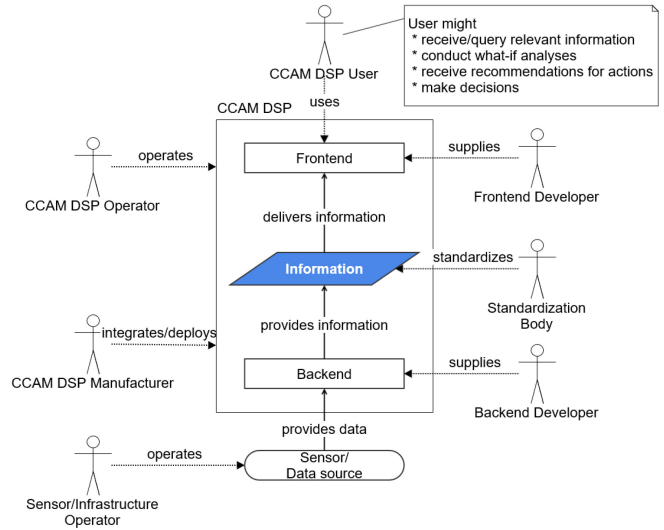 User might
* receive/query relevant information
* conduct what-if analyses
* receive recommendations for actions
* make decisions
CCAM DSP User
uses
CCAM DSP
Frontend
operates
supplies
CCAM DSP Operator
Frontend Developer
delivers information
Information
standardizes
Standardization
Body
provides information
integrates/deploys
CCAM DSP Manufacturer
Backend
supplies
Backend Developer
provides data
operates
Sensor/
Data source
Sensor/Infrastructure
Operator